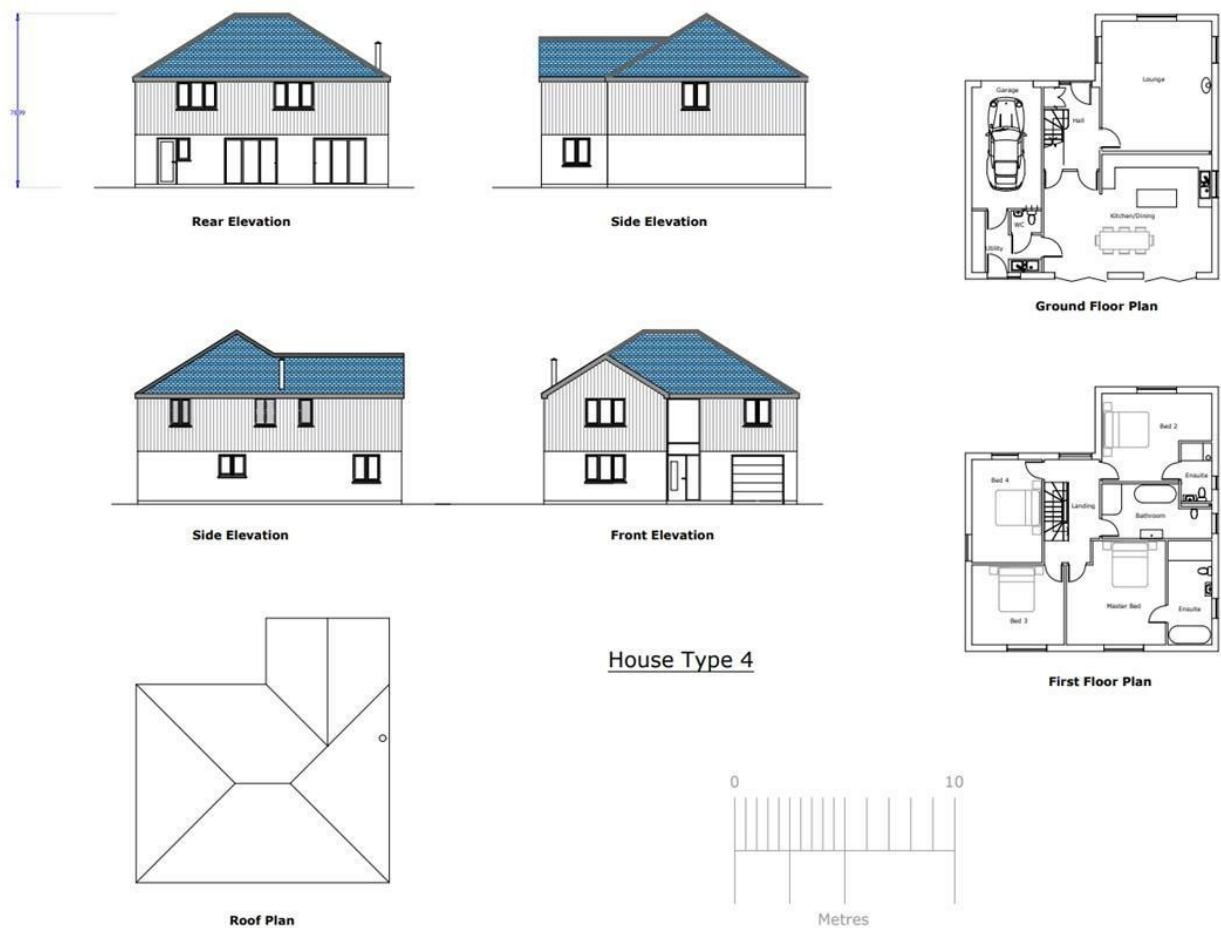 Rear Elevation
Side Elevation
Garage
Hall
Lounge
WC
Utility
Kitchen/Dining
Ground Floor Plan
Side Elevation
Front Elevation
Bed 2
Bed 4
Ensuite
Landing
Bathroom
Master Bed
Ensuite
Bed 3
First Floor Plan
House Type 4
Roof Plan
0 10
Metres